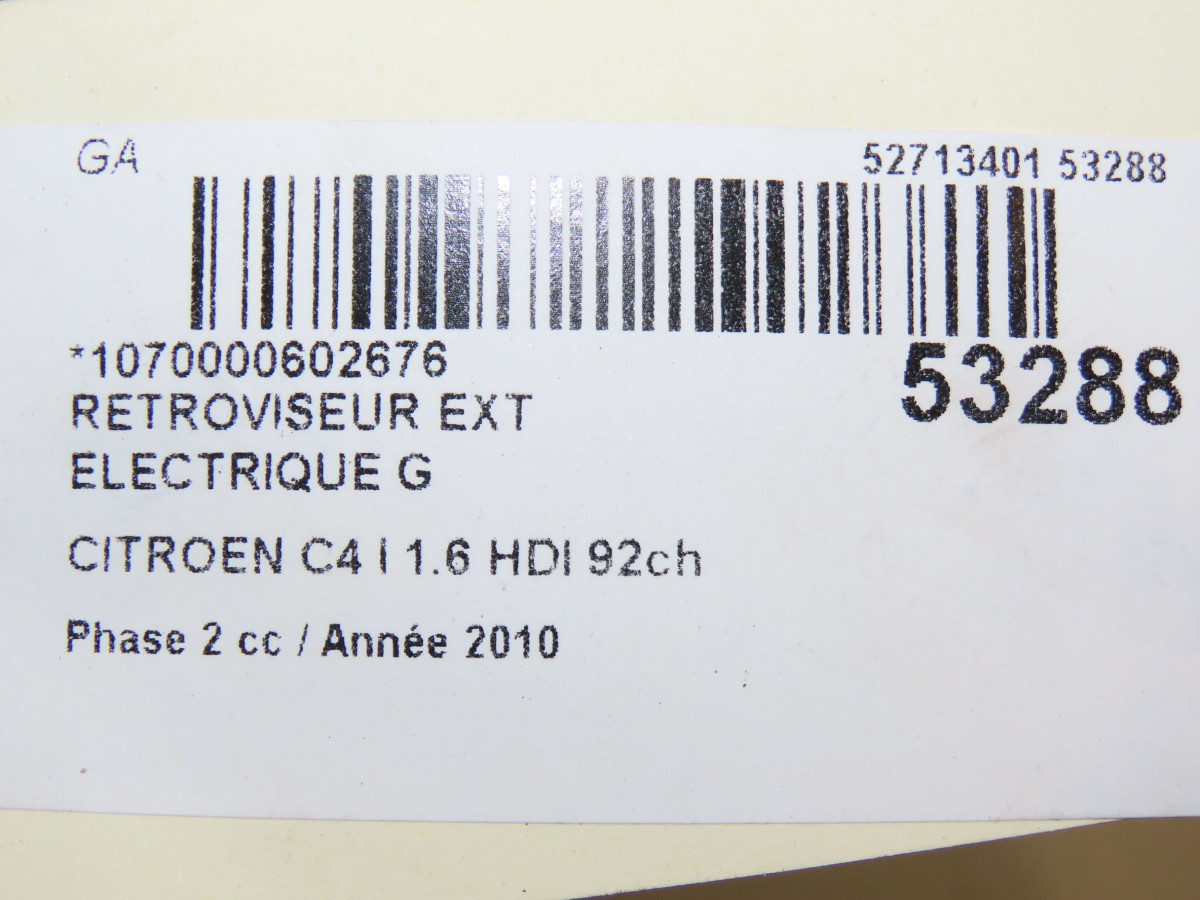 GA
52713401 53288
*1070000602676
53288
RETROVISEUR EXT
ELECTRIQUE G
CITROEN C4 I 1.6 HDI 92ch
Phase 2 cc / Année 2010